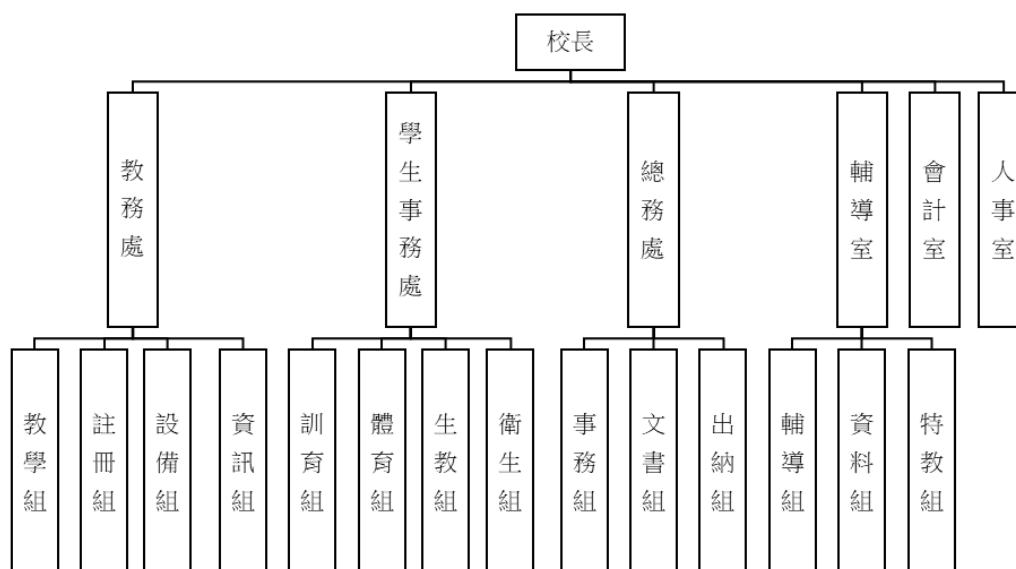 校長
教務處
學生事務處
總務處
輔導室
會計室
人事室
教學組
註冊組
設備組
資訊組
訓育組
體育組
生教組
衛生組
事務組
文書組
出納組
輔導組
資料組
特教組